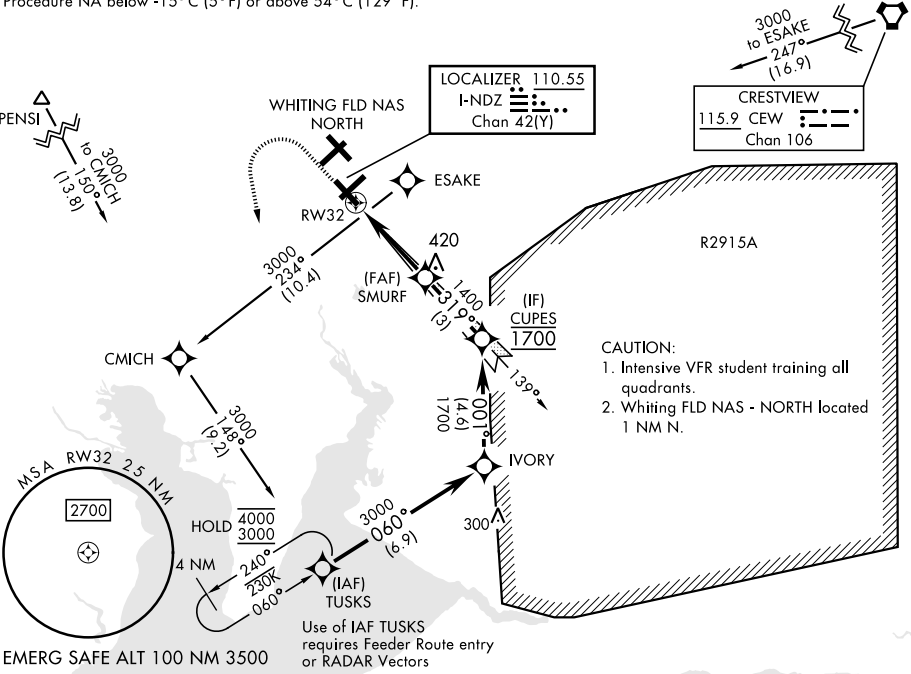 Procedure NA below -15°C (5°F) or above 54°C (129°F).
3000
to ESAKE
247°
(16.9)
PENSI
3000
to CMICH
150°
(13.8)
WHITING FLD NAS
NORTH
LOCALIZER 110.55
I-NDZ
Chan 42(Y)
CRESTVIEW
115.9 CEW
Chan 106
ESAKE
RW32
R2915A
420
3000
234°
(10.4)
(FAF)
SMURF
1400
319°
(3)
(IF)
CUPES
1700
CMICH
139°
CAUTION:
1. Intensive VFR student training all
quadrants.
2. Whiting FLD NAS - NORTH located
1 NM N.
3000
148°
(9.2)
001°
(4.6)
1700
IVORY
MSA RW32 25 NM
2700
HOLD 4000
3000
3000
060°
(6.9)
300
4 NM
240°
230K
060°
(IAF)
TUSKS
Use of IAF TUSKS
requires Feeder Route entry
or RADAR Vectors
EMERG SAFE ALT 100 NM 3500